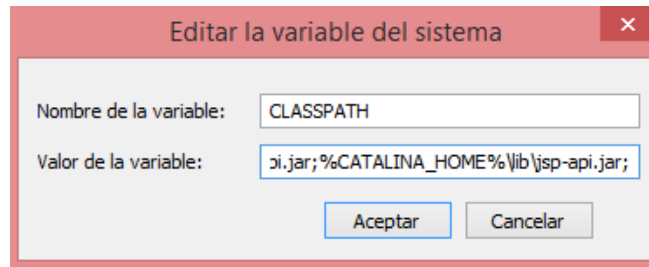 Editar la variable del sistema
Nombre de la variable: CLASSPATH
Valor de la variable: pi.jar;%CATALINA_HOME%\lib\jsp-api.jar;
Aceptar Cancelar